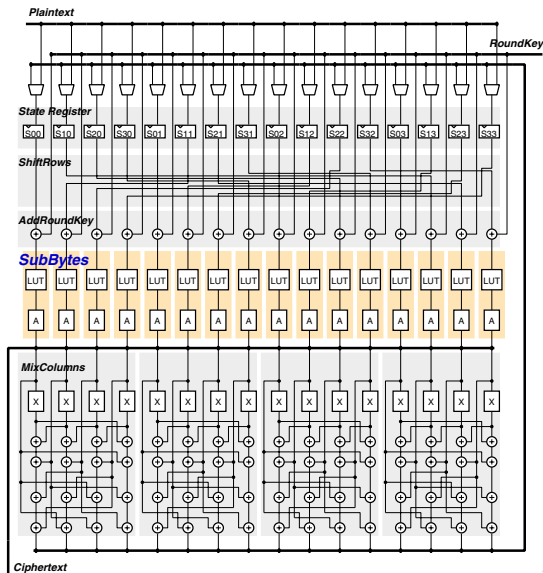 Plaintext
RoundKey
State Register
S00 S10 S20 S30 S01 S11 S21 S31 S02 S12 S22 S32 S03 S13 S23 S33
ShiftRows
AddRoundKey
SubBytes
LUT LUT LUT LUT LUT LUT LUT LUT LUT LUT LUT LUT LUT LUT LUT LUT
A A A A A A A A A A A A A A A A
MixColumns
X X X X X X X X X X X X X X X X
Ciphertext